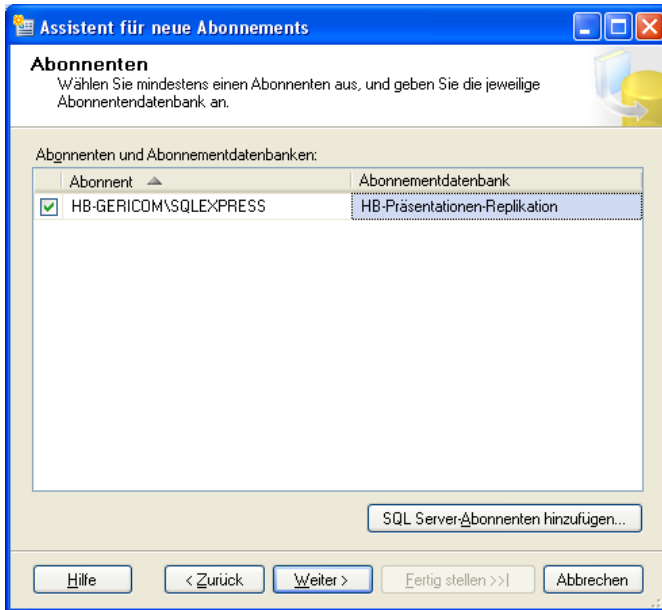 Assistent für neue Abonnements
Abonnenten
Wählen Sie mindestens einen Abonnenten aus, und geben Sie die jeweilige
Abonnentendatenbank an.
Abonnenten und Abonnementdatenbanken:
Abonnent Abonnementdatenbank
HB-GERICOM\SQLEXPRESS HB-Präsentationen-Replikation
SQL Server-Abonnenten hinzufügen...
Hilfe < Zurück Weiter > Fertig stellen >>| Abbrechen